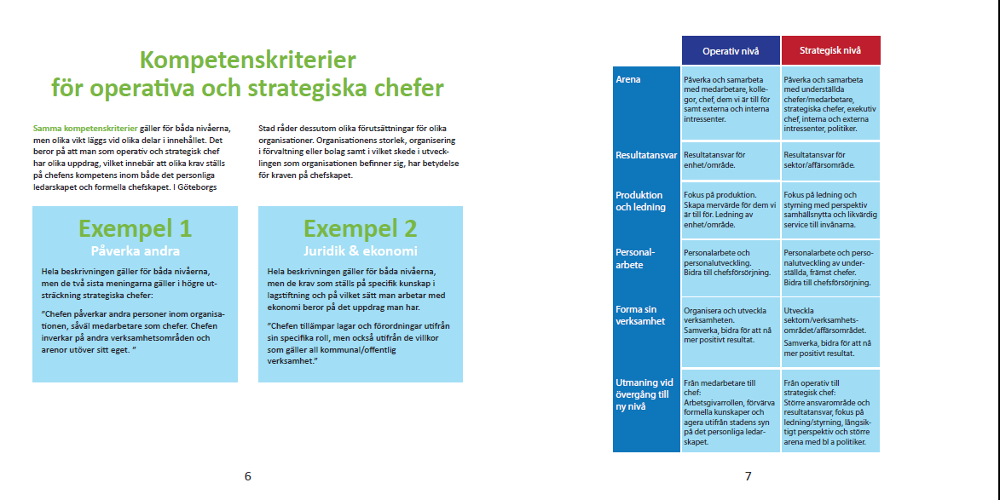 Kompetenskriterier
för operativa och strategiska chefer
Samma kompetenskriterier gäller för båda nivåerna,
men olika vikt läggs vid olika delar i innehållet. Det
beror på att man som operativ och strategisk chef
har olika uppdrag, vilket innebär att olika krav ställs
på chefens kompetens inom både det personliga
ledarskapet och formella chefskapet. I Göteborgs
Stad råder dessutom olika förutsättningar för olika
organisationer. Organisationens storlek, organisering
i förvaltning eller bolag samt i vilket skede i utveck-
lingen som organisationen befinner sig, har betydelse
för kraven på chefskapet.
Exempel 1
Påverka andra
Hela beskrivningen gäller för båda nivåerna,
men de två sista meningarna gäller i högre ut-
sträckning strategiska chefer:
”Chefen påverkar andra personer inom organisa-
tionen, såväl medarbetare som chefer. Chefen
inverkar på andra verksamhetsområden och
arenor utöver sitt eget. ”
Exempel 2
Juridik & ekonomi
Hela beskrivningen gäller för båda nivåerna,
men de krav som ställs på specifik kunskap i
lagstiftning och på vilket sätt man arbetar med
ekonomi beror på det uppdrag man har.
”Chefen tillämpar lagar och förordningar utifrån
sin specifika roll, men också utifrån de villkor
som gäller all kommunal/offentlig
verksamhet.”
6
Operativ nivå
Strategisk nivå
Arena
Påverka och samarbeta
med medarbetare, kolle-
gor, chef, dem vi är till för
samt externa och interna
intressenter.
Påverka och samarbeta
med underställda
chefer/medarbetare,
strategiska chefer, exekutiv
chef, interna och externa
intressenter, politiker.
Resultatansvar
Resultatansvar för
enhet/område.
Resultatansvar för
sektor/affärsområde.
Produktion
och ledning
Fokus på produktion.
Skapa mervärde för dem vi
är till för. Ledning av
enhet/område.
Fokus på ledning och
styrning med perspektiv
samhällsnytta och likvärdig
service till invånarna.
Personal-
arbete
Personalarbete och
personalutveckling.
Bidra till chefsförsörjning.
Personalarbete och perso-
nalutveckling av under-
ställda, främst chefer.
Bidra till chefsförsörjning.
Forma sin
verksamhet
Organisera och utveckla
verksamheten.
Samverka, bidra för att nå
mer positivt resultat.
Utveckla
sektorn/verksamhets-
området/affärsområdet.
Samverka, bidra för att nå
mer positivt resultat.
Utmaning vid
övergång till
ny nivå
Från medarbetare till
chef:
Arbetsgivarrollen, förvärva
formella kunskaper och
agera utifrån stadens syn
på det personliga ledar-
skapet.
Från operativ till
strategisk chef:
Större ansvarområde och
resultatansvar, fokus på
ledning/styrning, långsik-
tigt perspektiv och större
arena med bl a politiker.
7